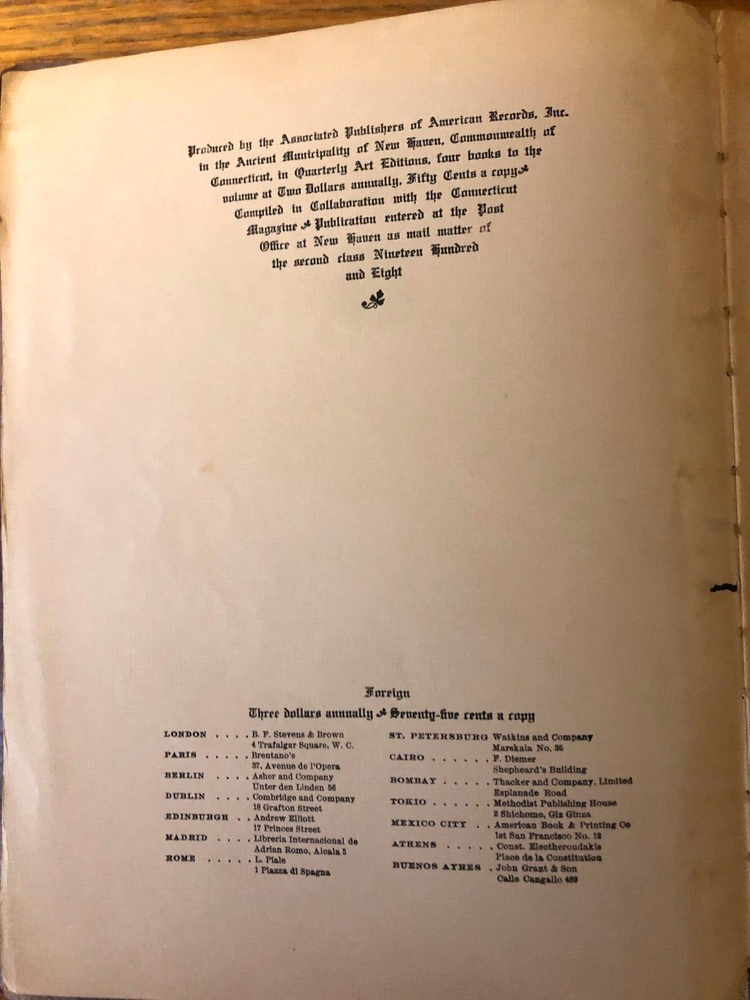 Produced by the Associated Publishers of American Records, Inc.
in the Ancient Municipality of New Haven, Commonwealth of
Connecticut, in Quarterly Art Editions, four books to the
volume at Two Dollars annually, Fifty Cents a copy
Compiled in Collaboration with the Connecticut
Magazine Publication entered at the Post
Office at New Haven as mail matter of
the second class Nineteen Hundred
and Eight
Foreign
Three dollars annually Seventy-five cents a copy
LONDON . . . . B. F. Stevens & Brown
4 Trafalgar Square, W. C.
PARIS . . . . . Brentano's
37, Avenue de l'Opera
BERLIN . . . . Asher and Company
Unter den Linden 56
DUBLIN . . . . Combridge and Company
18 Grafton Street
EDINBURGH . . Andrew Elliott
17 Princes Street
MADRID . . . . Libreria Internacional de
Adrian Romo, Alcala 5
ROME . . . . . L. Piale
1 Piazza di Spagna
ST. PETERSBURG Watkins and Company
Marskaia No. 36
CAIRO . . . . . . F. Diemer
Shepheard's Building
BOMBAY . . . . . Thacker and Company, Limited
Esplanade Road
TOKIO . . . . . . Methodist Publishing House
2 Shichome, Giz Ginza
MEXICO CITY . . American Book & Printing Co
1st San Francisco No. 12
ATHENS . . . . . Const. Electheroudakis
Place de la Constitution
BUENOS AYRES . John Grant & Son
Calle Cangallo 469